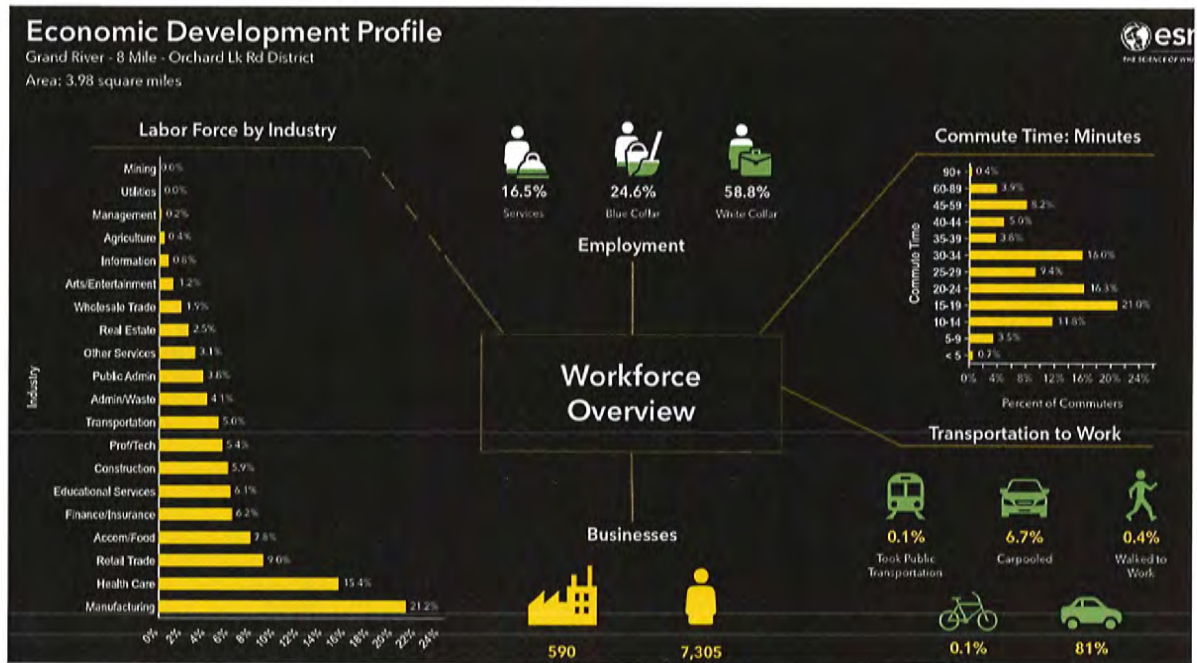 Economic Development Profile
Grand River - 8 Mile - Orchard Lk Rd District
Area: 3.98 square miles
esr
THE SCIENCE OF WH
Labor Force by Industry
Industry
Mining 0.0%
Utilities 0.0%
Management 0.2%
Agriculture 0.4%
Information 0.8%
Arts/Entertainment 1.2%
Wholesale Trade 1.9%
Real Estate 2.5%
Other Services 3.1%
Public Admin 3.8%
Admin/Waste 4.1%
Transportation 5.0%
Prof/Tech 5.4%
Construction 5.9%
Educational Services 6.1%
Finance/Insurance 6.2%
Accom/Food 7.8%
Retail Trade 9.0%
Health Care 15.4%
Manufacturing 21.2%
0% 2% 4% 6% 8% 10% 12% 14% 16% 18% 20% 22% 24%
16.5% 24.6% 58.8%
Services Blue Collar White Collar
Employment
Workforce
Overview
Businesses
590 7,305
Commute Time: Minutes
Commute Time
90+ 0.4%
60-89 3.9%
45-59 8.2%
40-44 5.0%
35-39 3.8%
30-34 16.0%
25-29 9.4%
20-24 16.3%
15-19 21.0%
10-14 11.8%
5-9 3.5%
< 5 0.7%
0% 4% 8% 12% 16% 20% 24%
Percent of Commuters
Transportation to Work
0.1% 6.7% 0.4%
Took Public Carpooled Walked to
Transportation Work
0.1% 81%